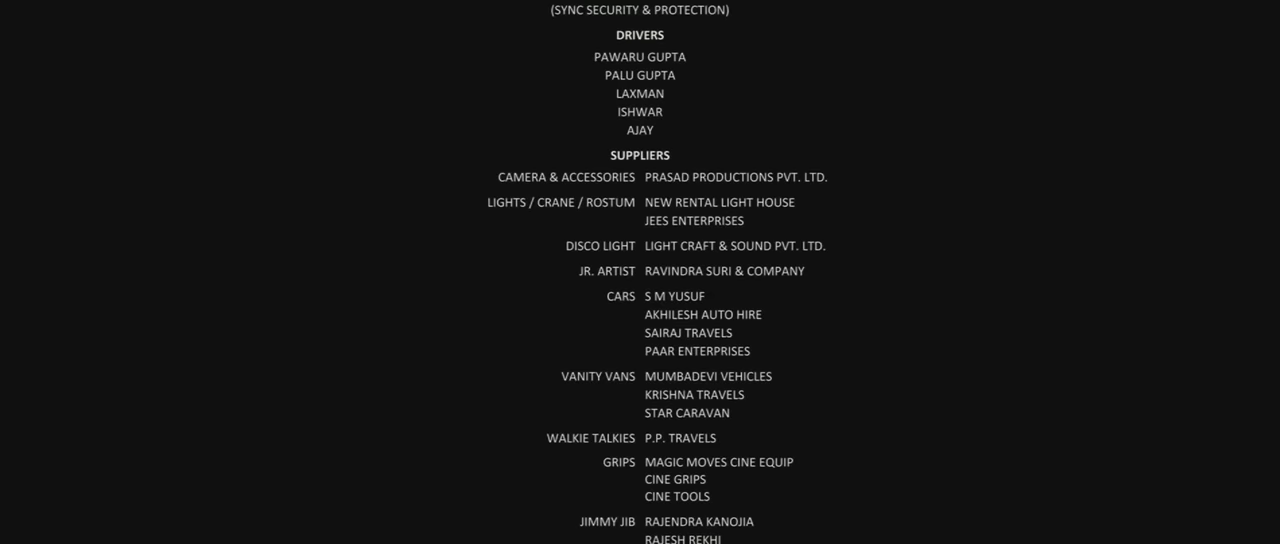 (SYNC SECURITY & PROTECTION)
DRIVERS
PAWARU GUPTA
PALU GUPTA
LAXMAN
ISHWAR
AJAY
SUPPLIERS
CAMERA & ACCESSORIES PRASAD PRODUCTIONS PVT. LTD.
LIGHTS / CRANE / ROSTUM NEW RENTAL LIGHT HOUSE
JEES ENTERPRISES
DISCO LIGHT LIGHT CRAFT & SOUND PVT. LTD.
JR. ARTIST RAVINDRA SURI & COMPANY
CARS S M YUSUF
AKHILESH AUTO HIRE
SAIRAJ TRAVELS
PAAR ENTERPRISES
VANITY VANS MUMBADEVI VEHICLES
KRISHNA TRAVELS
STAR CARAVAN
WALKIE TALKIES P.P. TRAVELS
GRIPS MAGIC MOVES CINE EQUIP
CINE GRIPS
CINE TOOLS
JIMMY JIB RAJENDRA KANOJIA
RAJESH REKHI